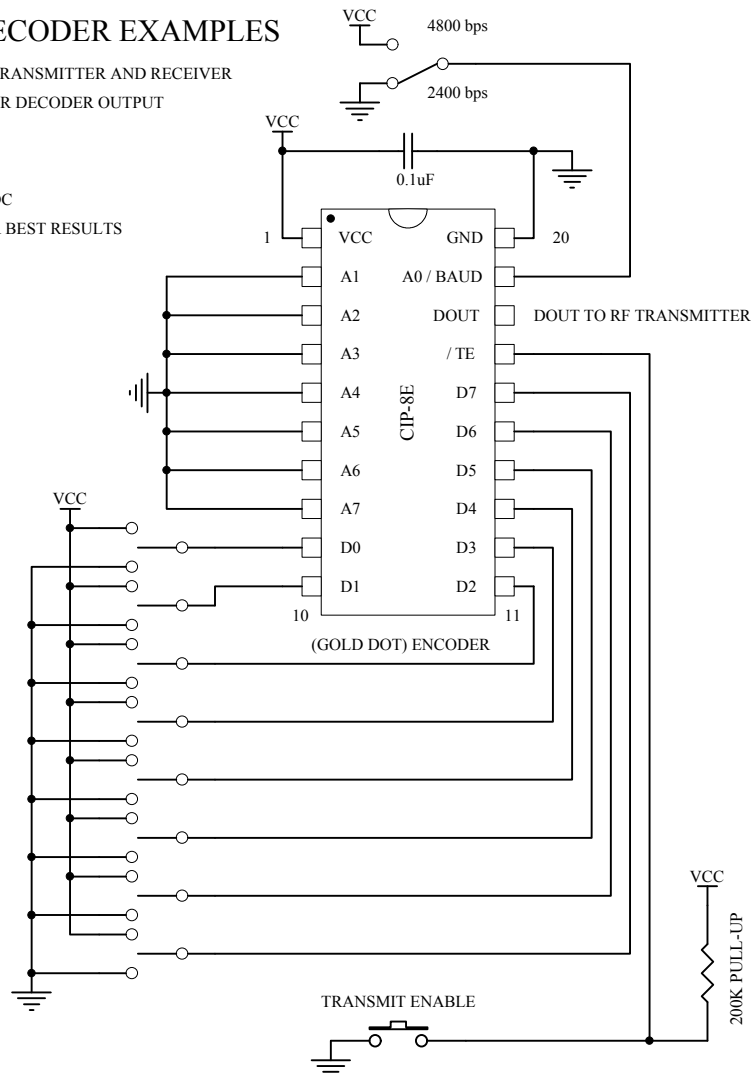 ECODER EXAMPLES
RANSMITTER AND RECEIVER
R DECODER OUTPUT
OC
BEST RESULTS
VCC
4800 bps
2400 bps
VCC
0.1uF
1
20
VCC
GND
A1
A0 / BAUD
A2
DOUT
DOUT TO RF TRANSMITTER
A3
/ TE
A4
D7
A5
D6
A6
D5
A7
D4
D0
D3
D1
D2
CIP-8E
10
11
(GOLD DOT) ENCODER
VCC
VCC
200K PULL-UP
TRANSMIT ENABLE